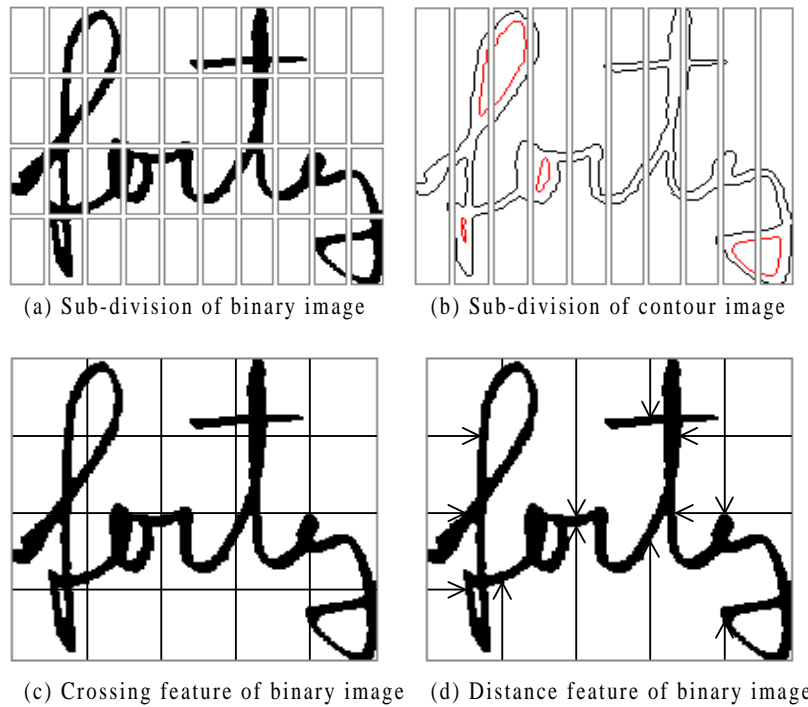 forty forty
(a) Sub-division of binary image (b) Sub-division of contour image
forty forty
(c) Crossing feature of binary image (d) Distance feature of binary image